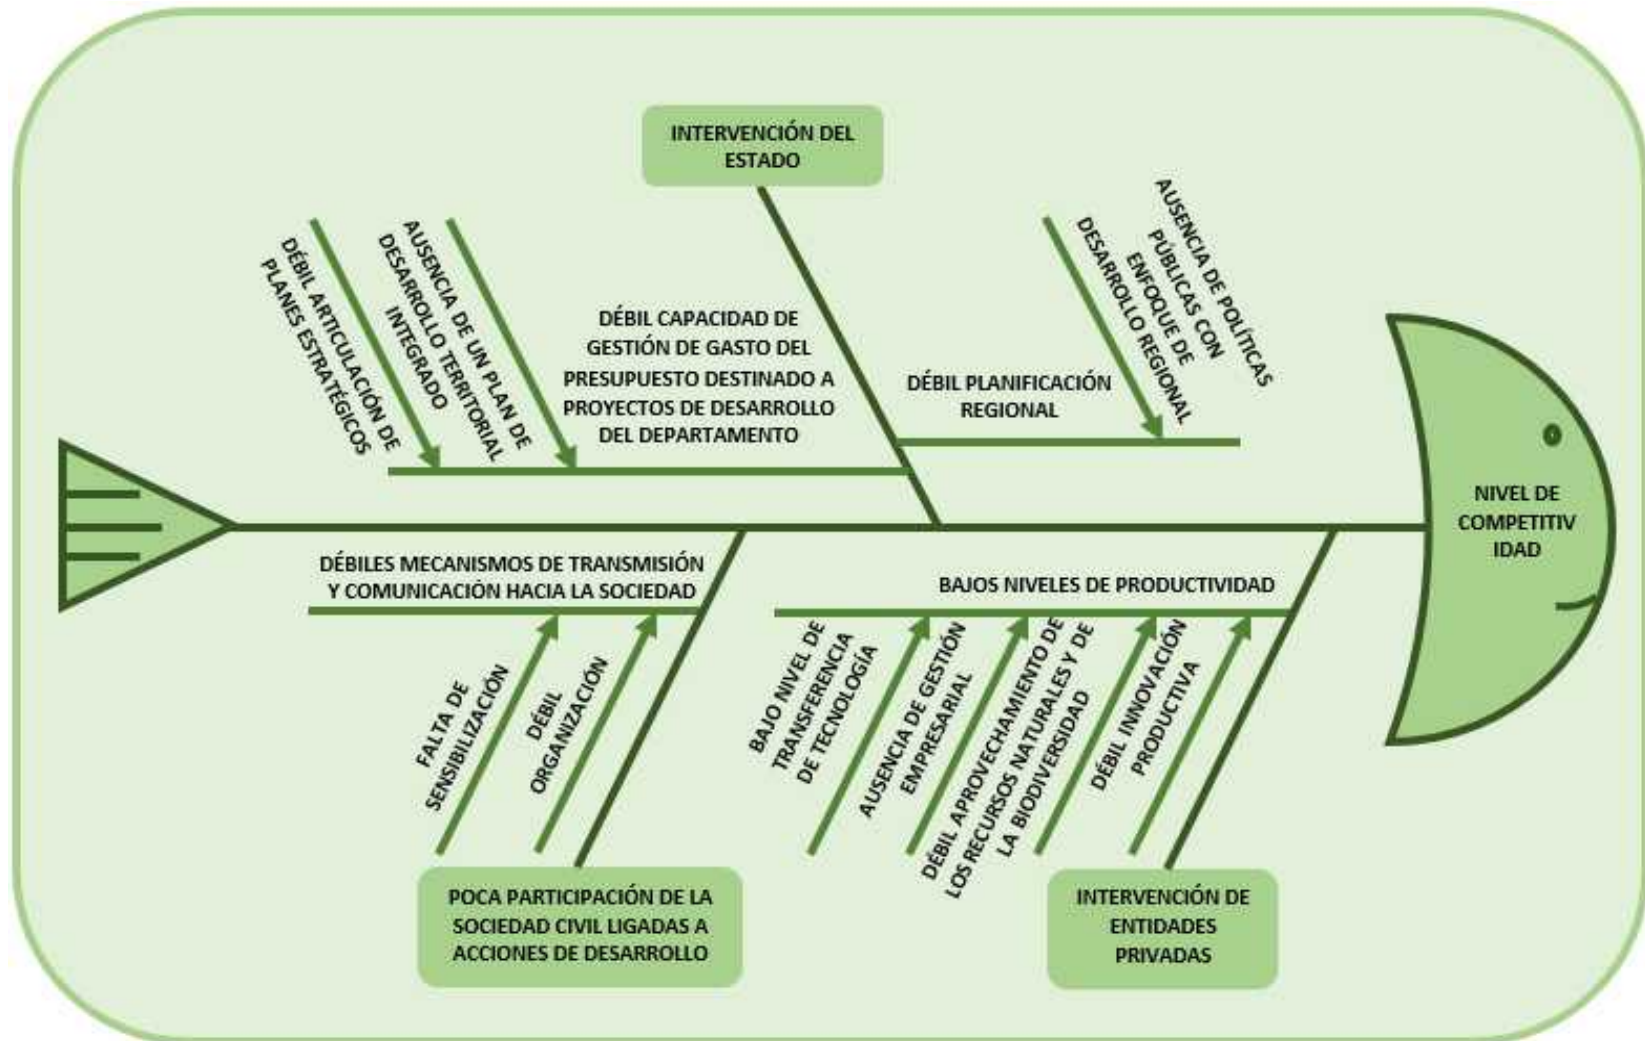 INTERVENCIÓN DEL
ESTADO
DÉBIL ARTICULACIÓN DE
PLANES ESTRATÉGICOS
AUSENCIA DE UN PLAN DE
DESARROLLO TERRITORIAL
INTEGRADO
DÉBIL CAPACIDAD DE
GESTIÓN DE GASTO DEL
PRESUPUESTO DESTINADO A
PROYECTOS DE DESARROLLO
DEL DEPARTAMENTO
DÉBIL PLANIFICACIÓN
REGIONAL
AUSENCIA DE POLÍTICAS
PÚBLICAS CON
ENFOQUE DE
DESARROLLO REGIONAL
NIVEL DE
COMPETITIV
IDAD
DÉBILES MECANISMOS DE TRANSMISIÓN
Y COMUNICACIÓN HACIA LA SOCIEDAD
FALTA DE
SENSIBILIZACIÓN
DÉBIL
ORGANIZACIÓN
POCA PARTICIPACIÓN DE LA
SOCIEDAD CIVIL LIGADAS A
ACCIONES DE DESARROLLO
BAJOS NIVELES DE PRODUCTIVIDAD
BAJO NIVEL DE
TRANSFERENCIA
DE TECNOLOGÍA
AUSENCIA DE GESTIÓN
EMPRESARIAL
DÉBIL APROVECHAMIENTO DE
LOS RECURSOS NATURALES Y DE
LA BIODIVERSIDAD
DÉBIL INNOVACIÓN
PRODUCTIVA
INTERVENCIÓN DE
ENTIDADES
PRIVADAS